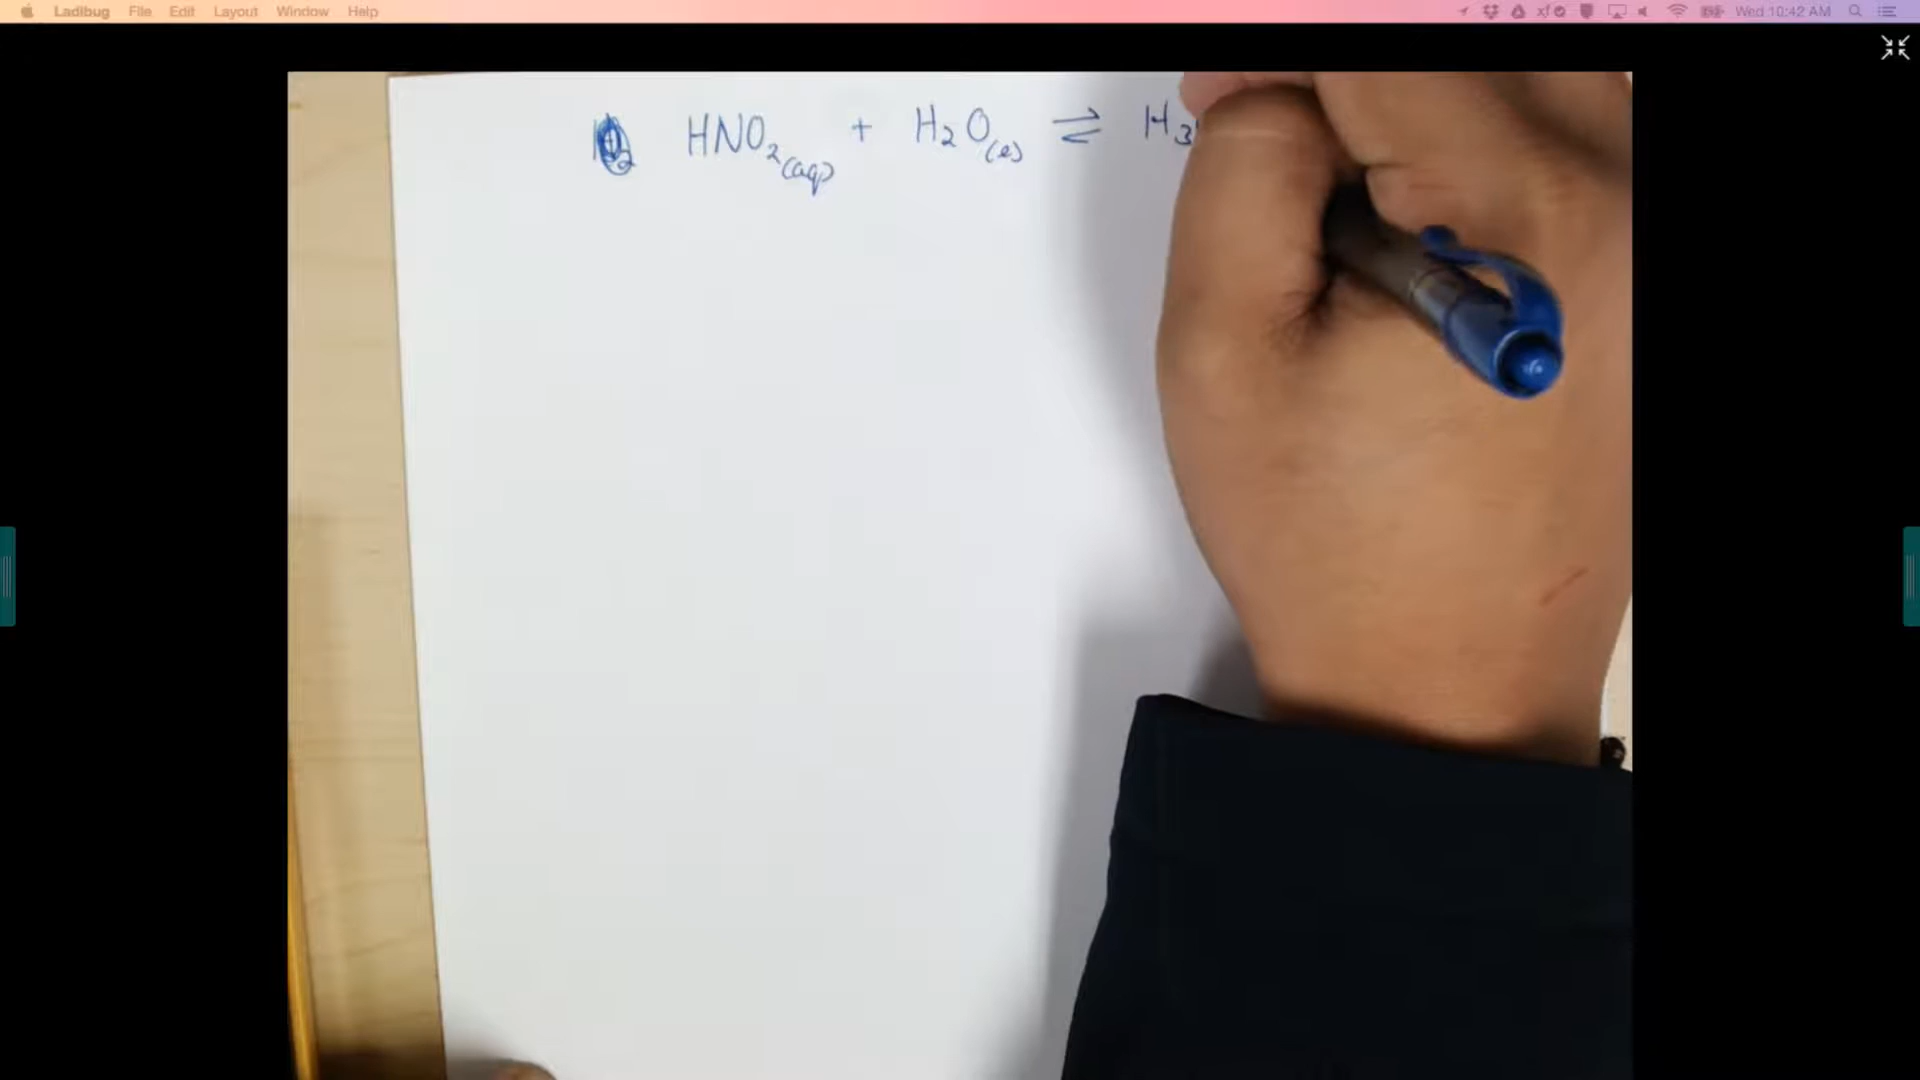 Ladibug File Edit Layout Window Help Wed 10:42 AM
HNO₂(aq) + H₂O(l) ⇌ H₃